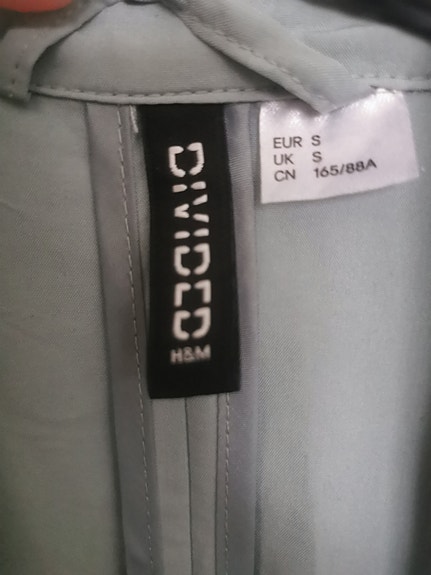 DIVIDED
H&M
EUR S
UK S
CN 165/88A